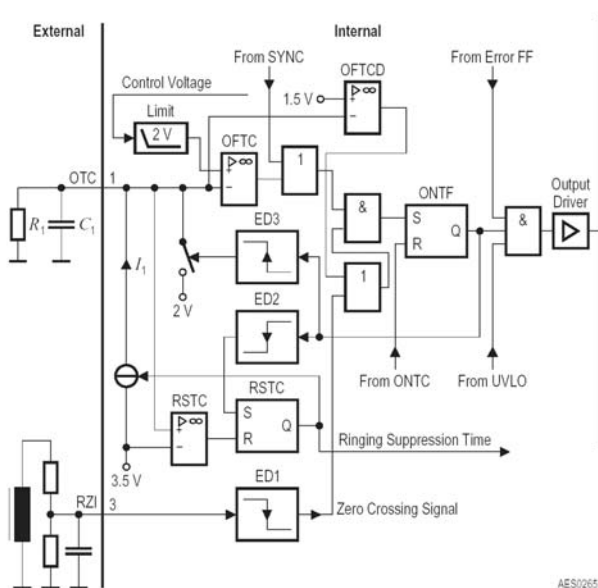 External
Internal
From SYNC
OFTCD
From Error FF
Control Voltage
1.5 V
Limit
2 V
OFTC
OTC
1
1
&
ONTF
S
R
Q
&
Output
Driver
R1
C1
I1
ED3
2 V
1
ED2
From ONTC
From UVLO
RSTC
RSTC
S
R
Q
Ringing Suppression Time
3.5 V
RZI
3
ED1
Zero Crossing Signal